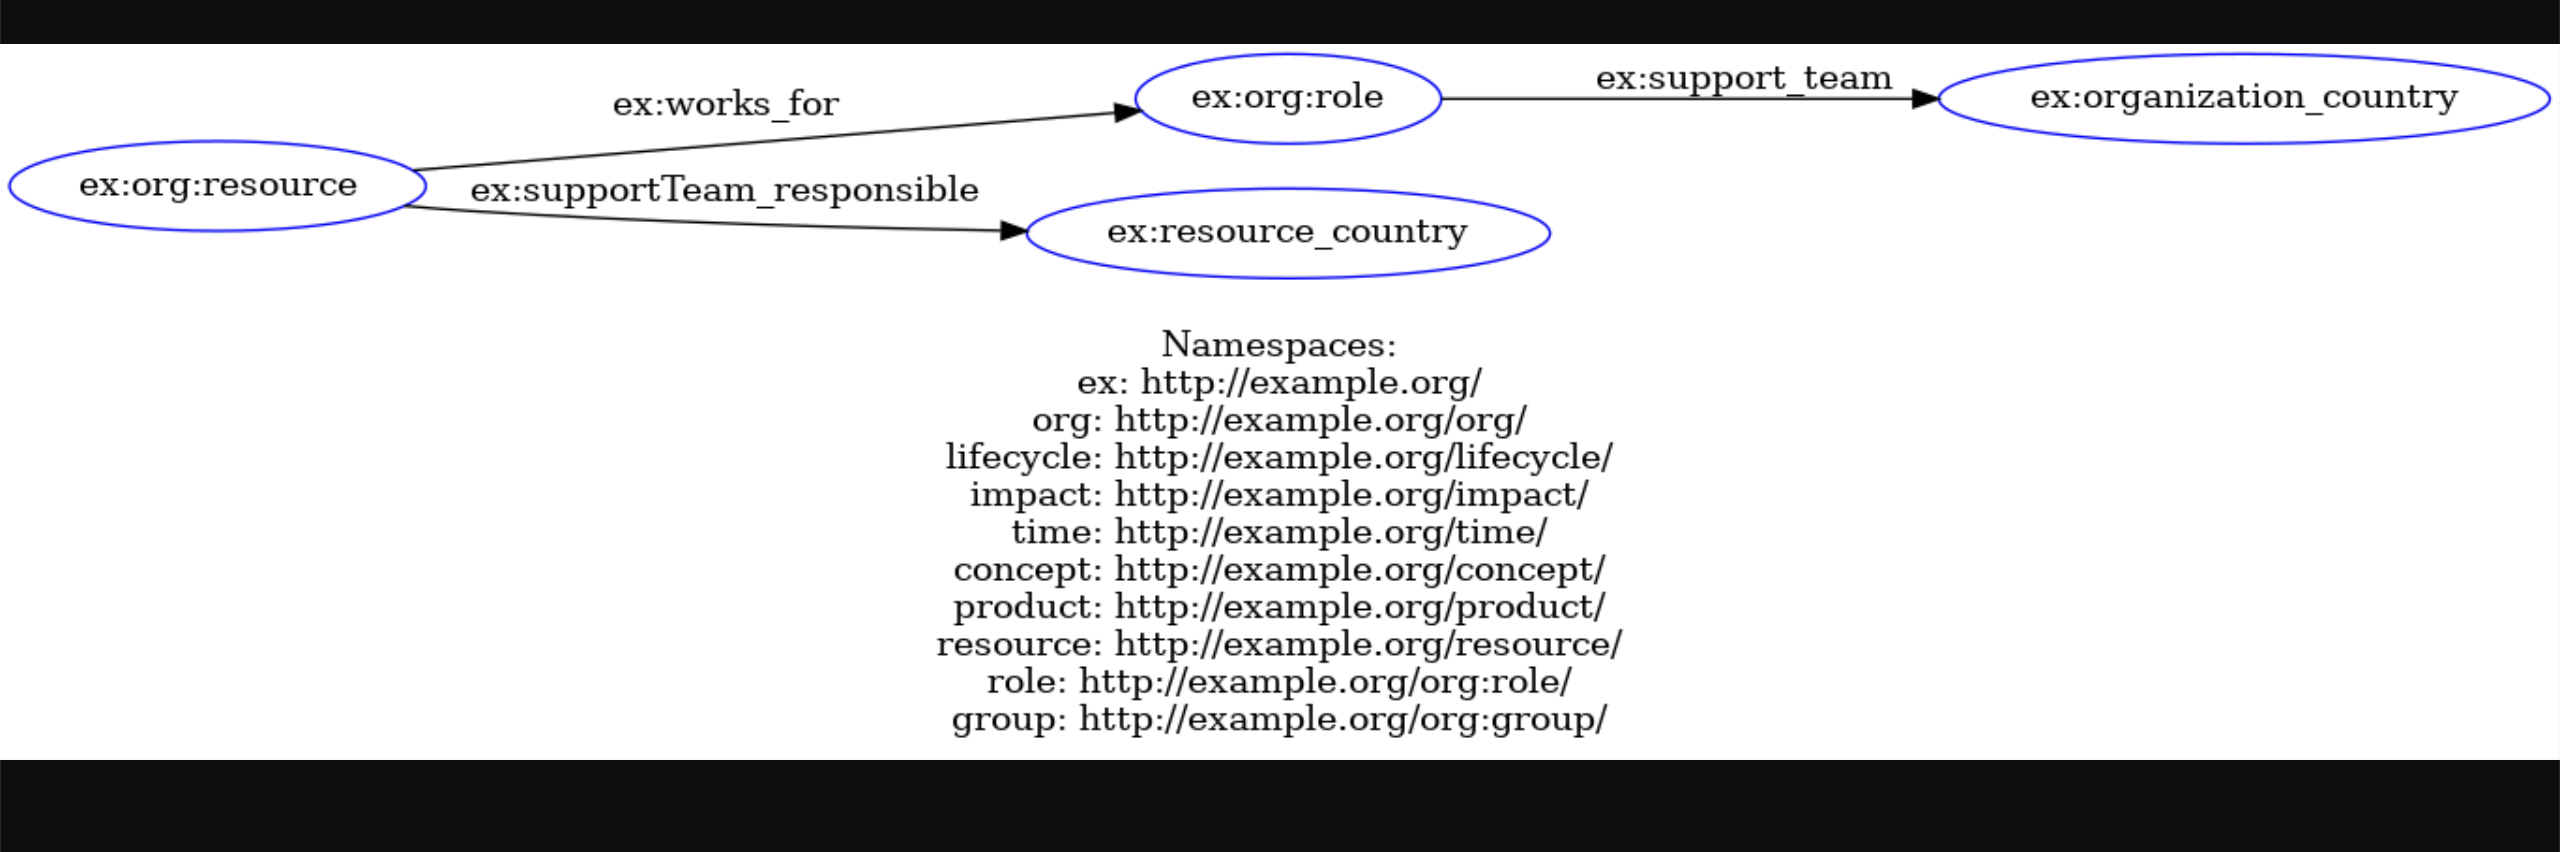 ex:works_for
ex:org:role
ex:support_team
ex:organization_country
ex:org:resource
ex:supportTeam_responsible
ex:resource_country
Namespaces:
ex: http://example.org/
org: http://example.org/org/
lifecycle: http://example.org/lifecycle/
impact: http://example.org/impact/
time: http://example.org/time/
concept: http://example.org/concept/
product: http://example.org/product/
resource: http://example.org/resource/
role: http://example.org/org:role/
group: http://example.org/org:group/